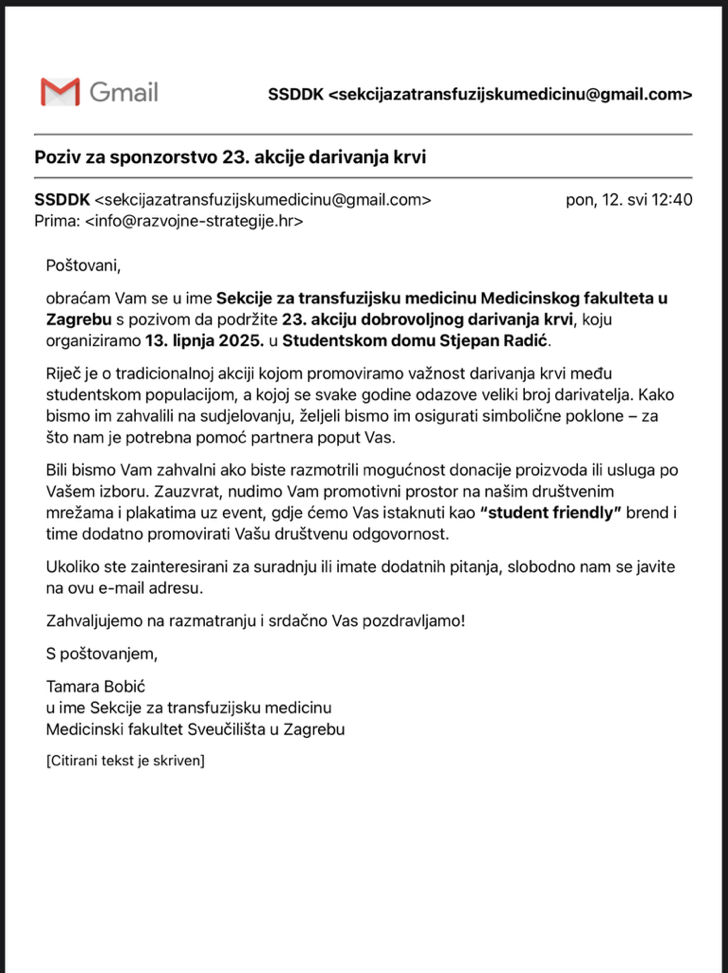 Gmail
SSDDK <sekcijazatransfuzijskumedicinu@gmail.com>
Poziv za sponzorstvo 23. akcije darivanja krvi
SSDDK <sekcijazatransfuzijskumedicinu@gmail.com>
pon, 12. svi 12:40
Prima: <info@razvojne-strategije.hr>
Poštovani,
obraćam Vam se u ime Sekcije za transfuzijsku medicinu Medicinskog fakulteta u
Zagrebu s pozivom da podržite 23. akciju dobrovoljnog darivanja krvi, koju
organiziramo 13. lipnja 2025. u Studentskom domu Stjepan Radić.
Riječ je o tradicionalnoj akciji kojom promoviramo važnost darivanja krvi među
studentskom populacijom, a kojoj se svake godine odazove veliki broj darivatelja. Kako
bismo im zahvalili na sudjelovanju, željeli bismo im osigurati simbolične poklone – za
što nam je potrebna pomoć partnera poput Vas.
Bili bismo Vam zahvalni ako biste razmotrili mogućnost donacije proizvoda ili usluga po
Vašem izboru. Zauzvrat, nudimo Vam promotivni prostor na našim društvenim
mrežama i plakatima uz event, gdje ćemo Vas istaknuti kao “student friendly” brend i
time dodatno promovirati Vašu društvenu odgovornost.
Ukoliko ste zainteresirani za suradnju ili imate dodatnih pitanja, slobodno nam se javite
na ovu e-mail adresu.
Zahvaljujemo na razmatranju i srdačno Vas pozdravljamo!
S poštovanjem,
Tamara Bobić
u ime Sekcije za transfuzijsku medicinu
Medicinski fakultet Sveučilišta u Zagrebu
[Citirani tekst je skriven]